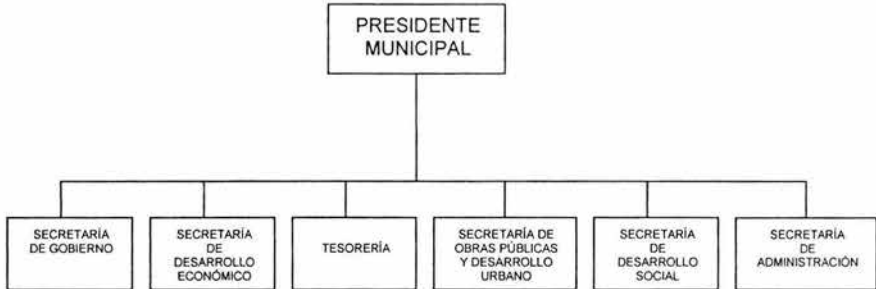 PRESIDENTE
MUNICIPAL
SECRETARÍA
DE GOBIERNO
SECRETARÍA
DE
DESARROLLO
ECONÓMICO
TESORERÍA
SECRETARÍA DE
OBRAS PÚBLICAS
Y DESARROLLO
URBANO
SECRETARÍA
DE
DESARROLLO
SOCIAL
SECRETARÍA
DE
ADMINISTRACIÓN